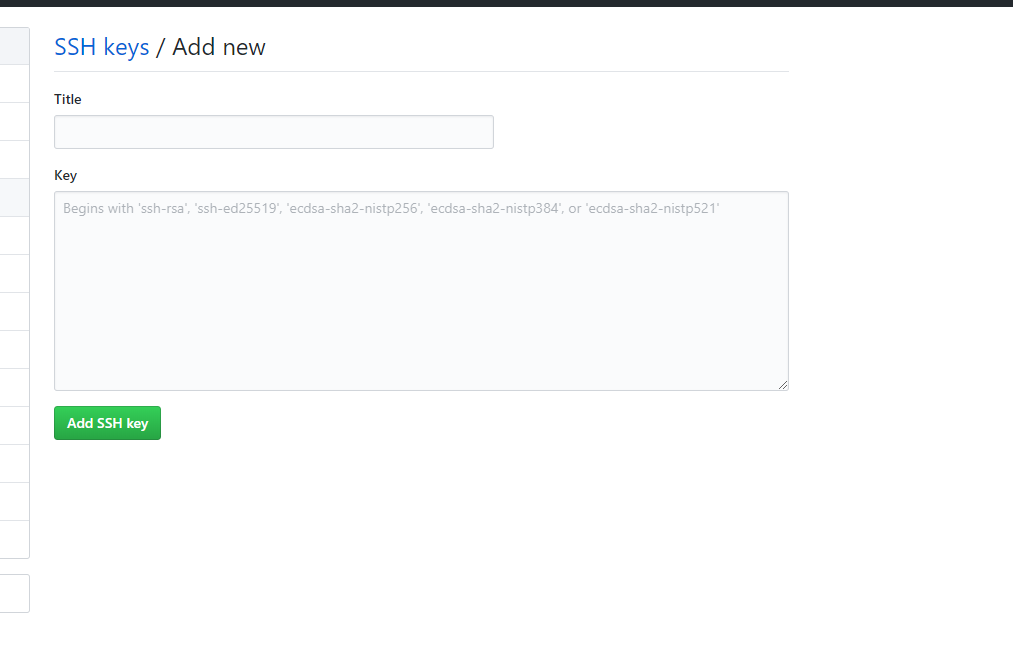 SSH keys / Add new
Title
Key
Begins with 'ssh-rsa', 'ssh-ed25519', 'ecdsa-sha2-nistp256', 'ecdsa-sha2-nistp384', or 'ecdsa-sha2-nistp521'
Add SSH key